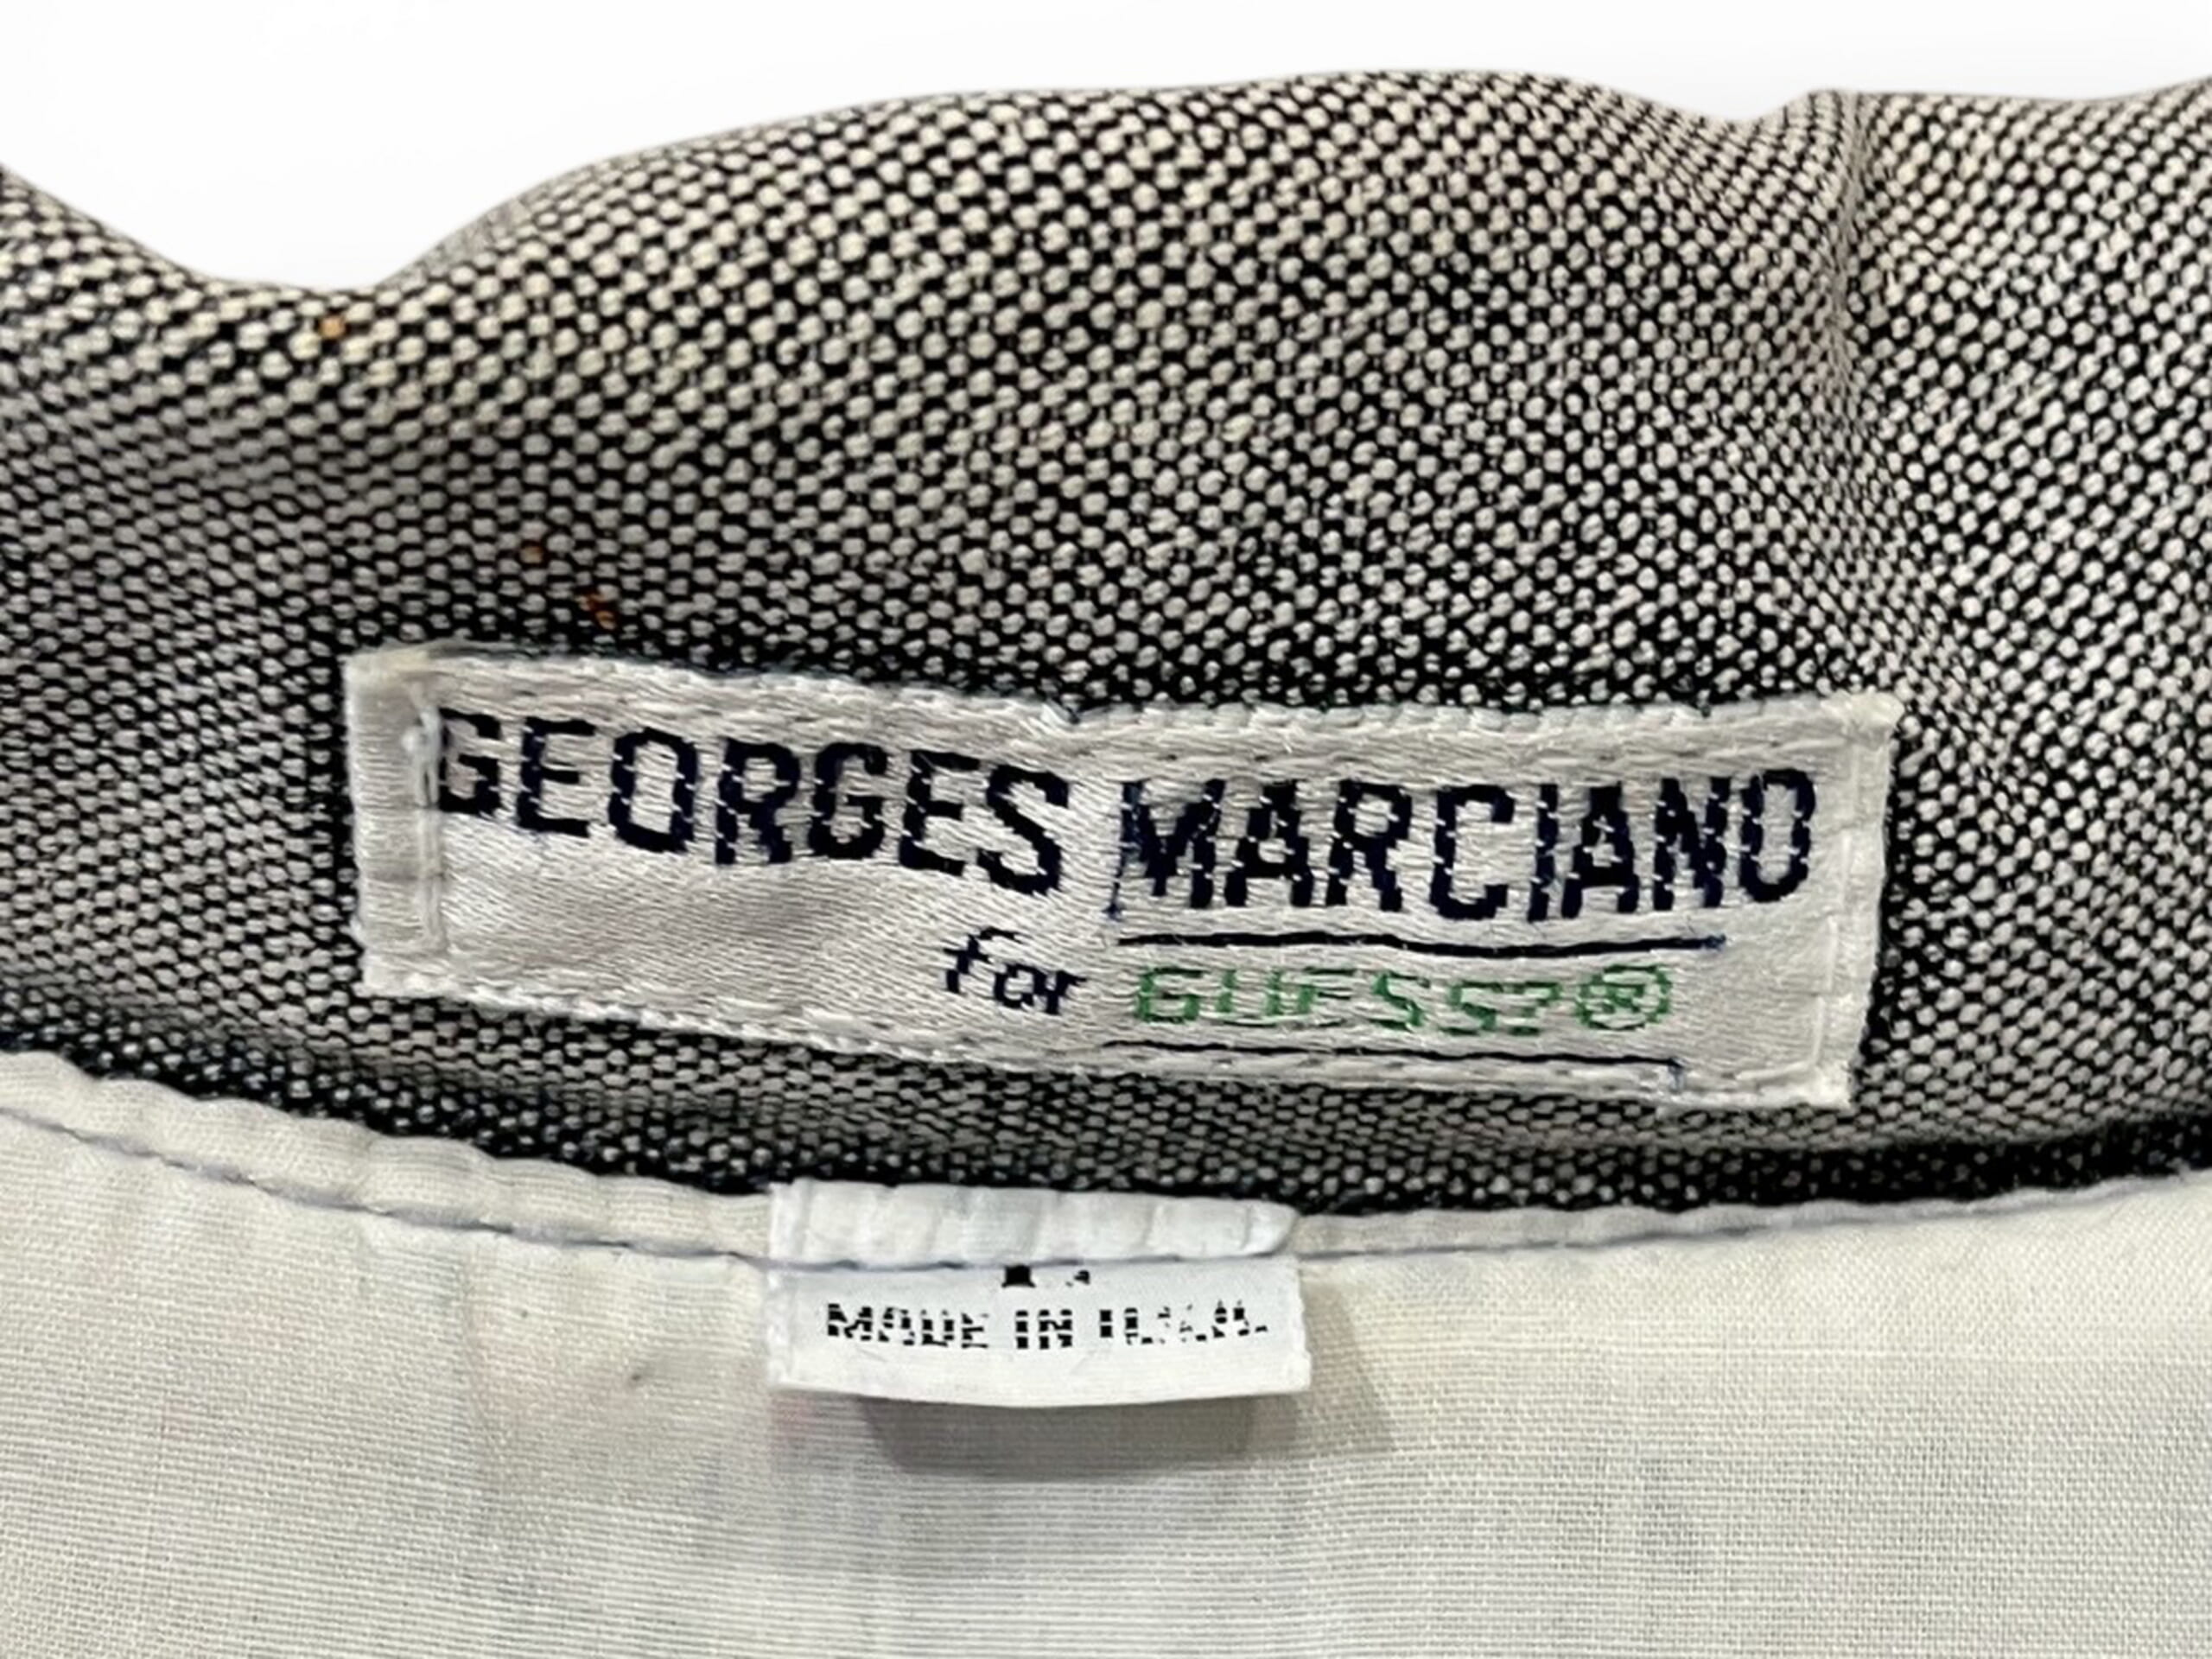 GEORGES MARCIANO
for GUESS?®
MADE IN U.S.A.